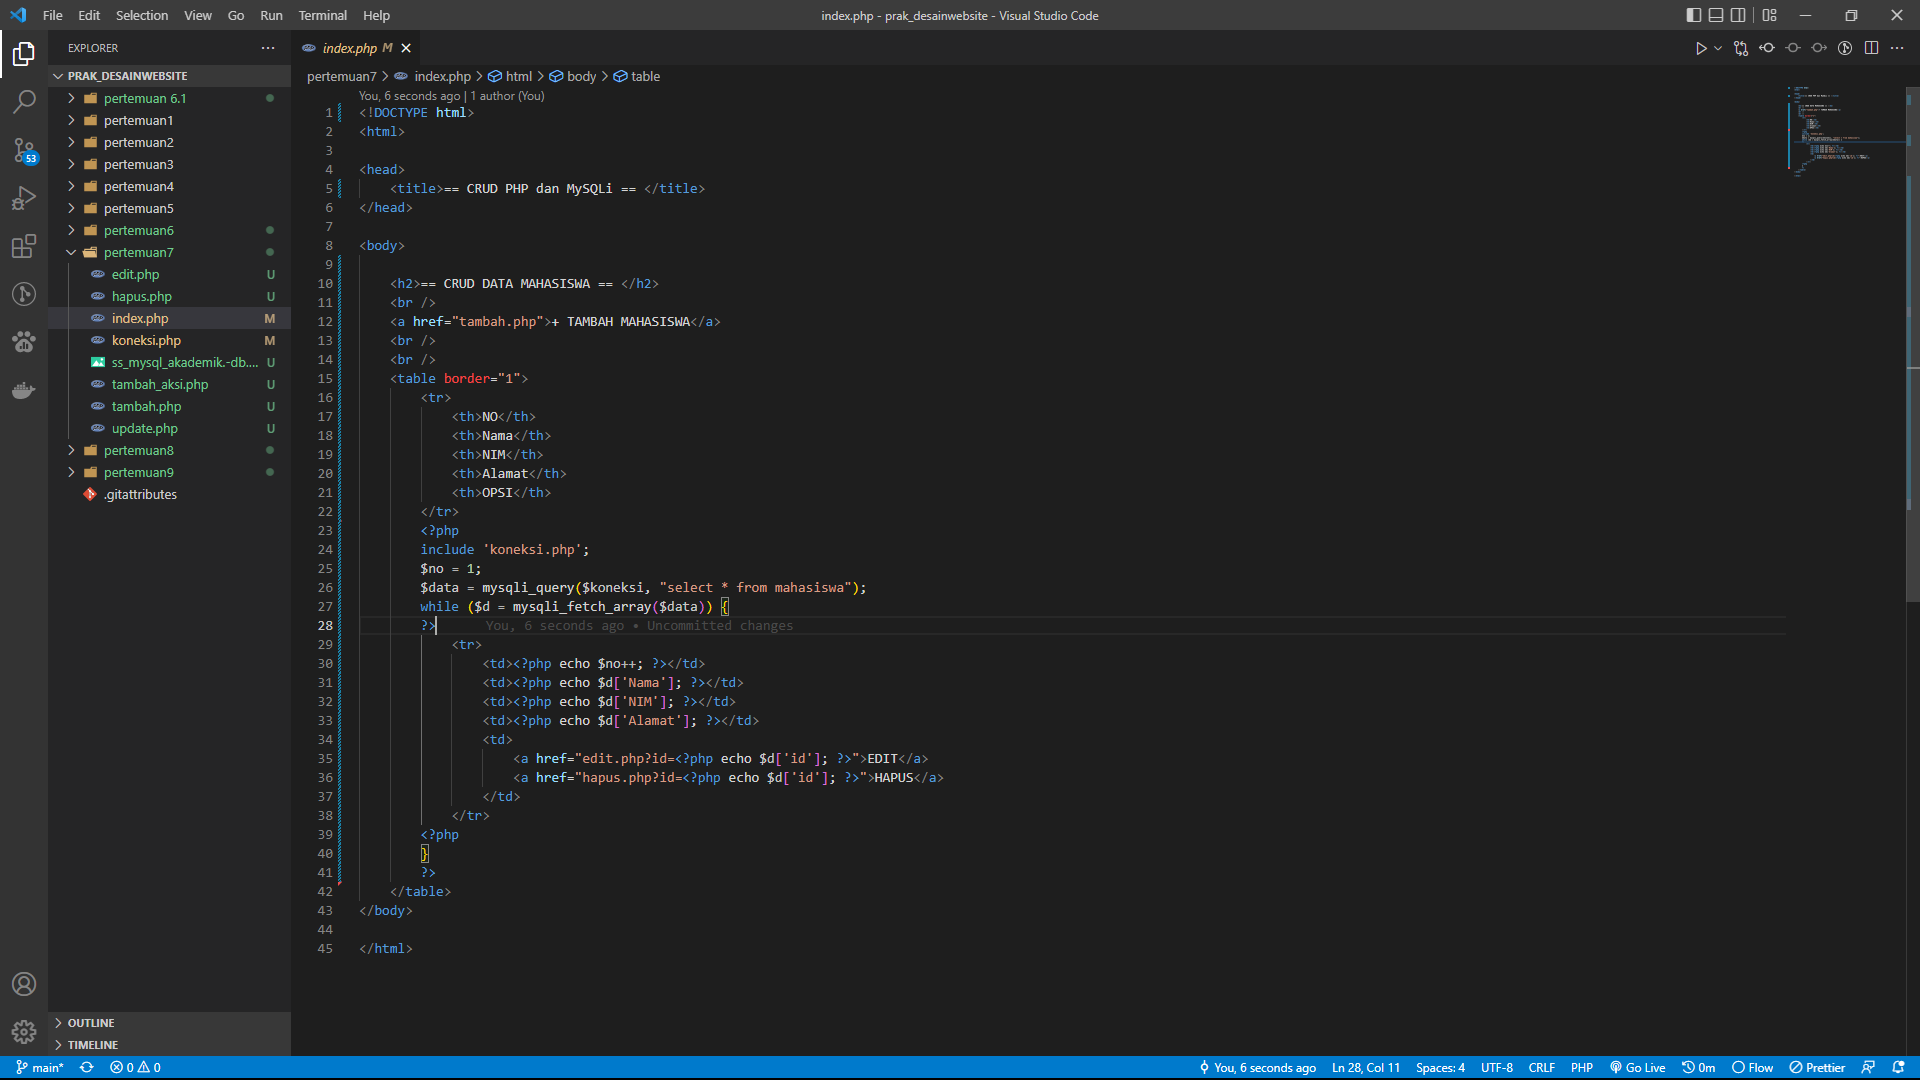 File Edit Selection View Go Run Terminal Help
index.php - prak_desainwebsite - Visual Studio Code
EXPLORER
PRAK_DESAINWEBSITE
pertemuan 6.1
pertemuan1
pertemuan2
pertemuan3
pertemuan4
pertemuan5
pertemuan6
pertemuan7
edit.php U
hapus.php U
index.php M
koneksi.php M
ss_mysql_akademik.-db.... U
tambah_aksi.php U
tambah.php U
update.php U
pertemuan8
pertemuan9
.gitattributes
OUTLINE
TIMELINE
53
index.php M
pertemuan7 > index.php > html > body > table
You, 6 seconds ago | 1 author (You)
1 <!DOCTYPE html>
2 <html>
3
4 <head>
5 <title>== CRUD PHP dan MySQLi == </title>
6 </head>
7
8 <body>
9
10 <h2>== CRUD DATA MAHASISWA == </h2>
11 <br />
12 <a href="tambah.php">+ TAMBAH MAHASISWA</a>
13 <br />
14 <br />
15 <table border="1">
16 <tr>
17 <th>NO</th>
18 <th>Nama</th>
19 <th>NIM</th>
20 <th>Alamat</th>
21 <th>OPSI</th>
22 </tr>
23 <?php
24 include 'koneksi.php';
25 $no = 1;
26 $data = mysqli_query($koneksi, "select * from mahasiswa");
27 while ($d = mysqli_fetch_array($data)) {
28 ?> You, 6 seconds ago • Uncommitted changes
29 <tr>
30 <td><?php echo $no++; ?></td>
31 <td><?php echo $d['Nama']; ?></td>
32 <td><?php echo $d['NIM']; ?></td>
33 <td><?php echo $d['Alamat']; ?></td>
34 <td>
35 <a href="edit.php?id=<?php echo $d['id']; ?>">EDIT</a>
36 <a href="hapus.php?id=<?php echo $d['id']; ?>">HAPUS</a>
37 </td>
38 </tr>
39 <?php
40 }
41 ?>
42 </table>
43 </body>
44
45 </html>
main* 0 0 You, 6 seconds ago Ln 28, Col 11 Spaces: 4 UTF-8 CRLF PHP Go Live 0m Flow Prettier